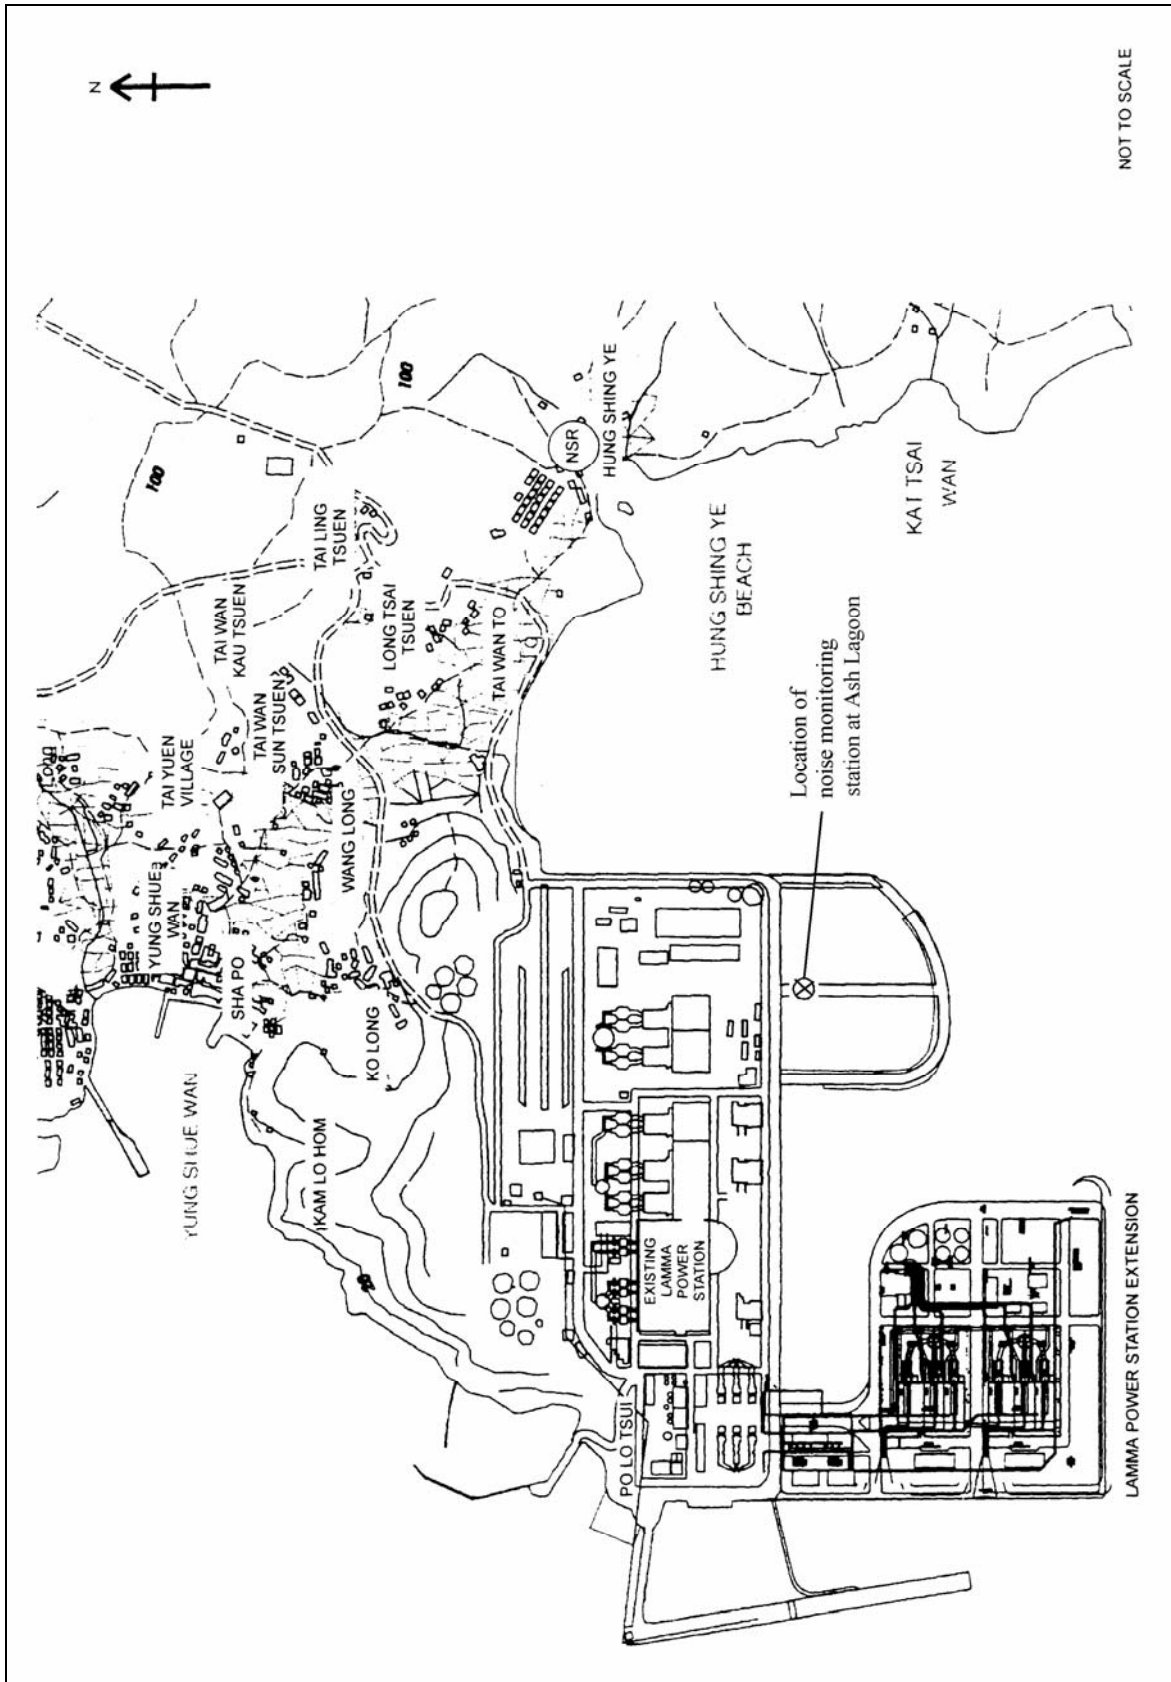 N
YUNG SHUE WAN
YUNG SHUE
WAN
TAI YUEN
VILLAGE
Long
100
SHA PO
TAI WAN
KAU TSUEN
TAI WAN
SUN TSUEN
KAM LO HOM
TAI LING
TSUEN
WANG LONG
KO LONG
LONG TSAI
TSUEN
100
TAI WAN TO
NSR
HUNG SHING YE
PO LO TSUI
EXISTING
LAMMA
POWER
STATION
HUNG SHING YE
BEACH
Location of
noise monitoring
station at Ash Lagoon
KAI TSAI
WAN
LAMMA POWER STATION EXTENSION
NOT TO SCALE